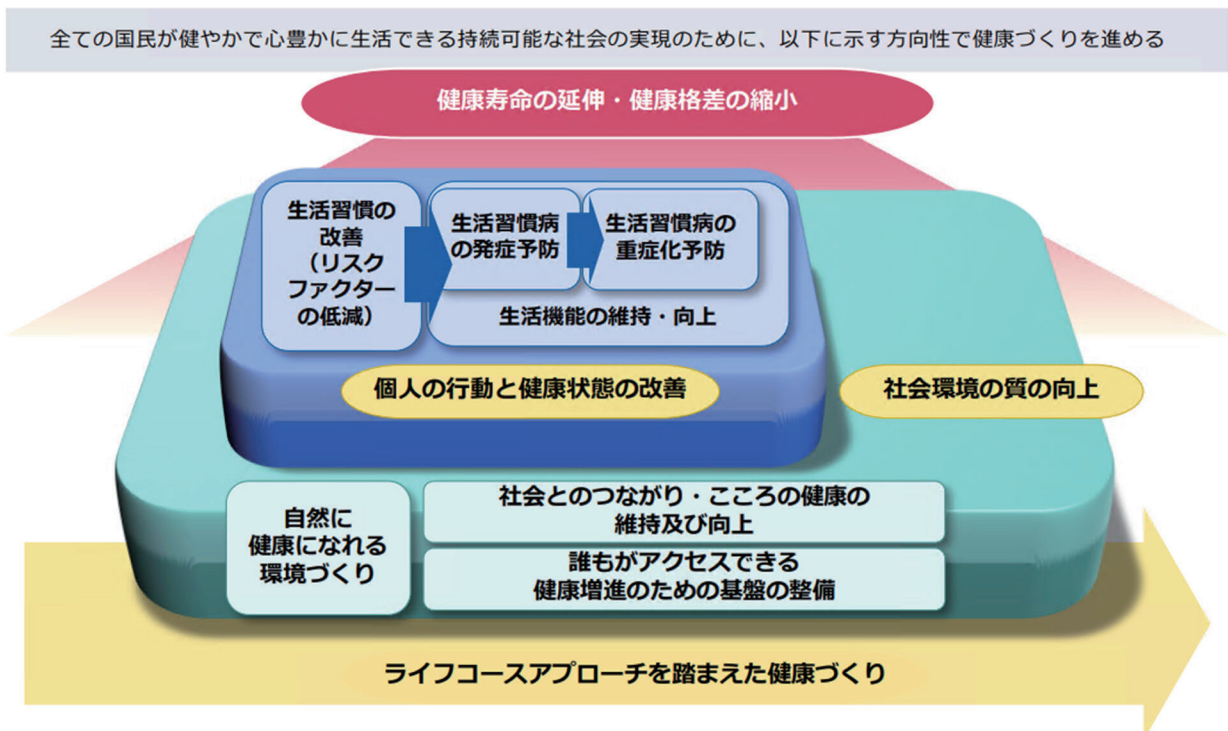 全ての国民が健やかで心豊かに生活できる持続可能な社会の実現のために、以下に示す方向性で健康づくりを進める
健康寿命の延伸・健康格差の縮小
生活習慣の
改善
（リスク
ファクター
の低減）
生活習慣病
の発症予防
生活習慣病の
重症化予防
生活機能の維持・向上
個人の行動と健康状態の改善
社会環境の質の向上
自然に
健康になれる
環境づくり
社会とのつながり・こころの健康の
維持及び向上
誰もがアクセスできる
健康増進のための基盤の整備
ライフコースアプローチを踏まえた健康づくり